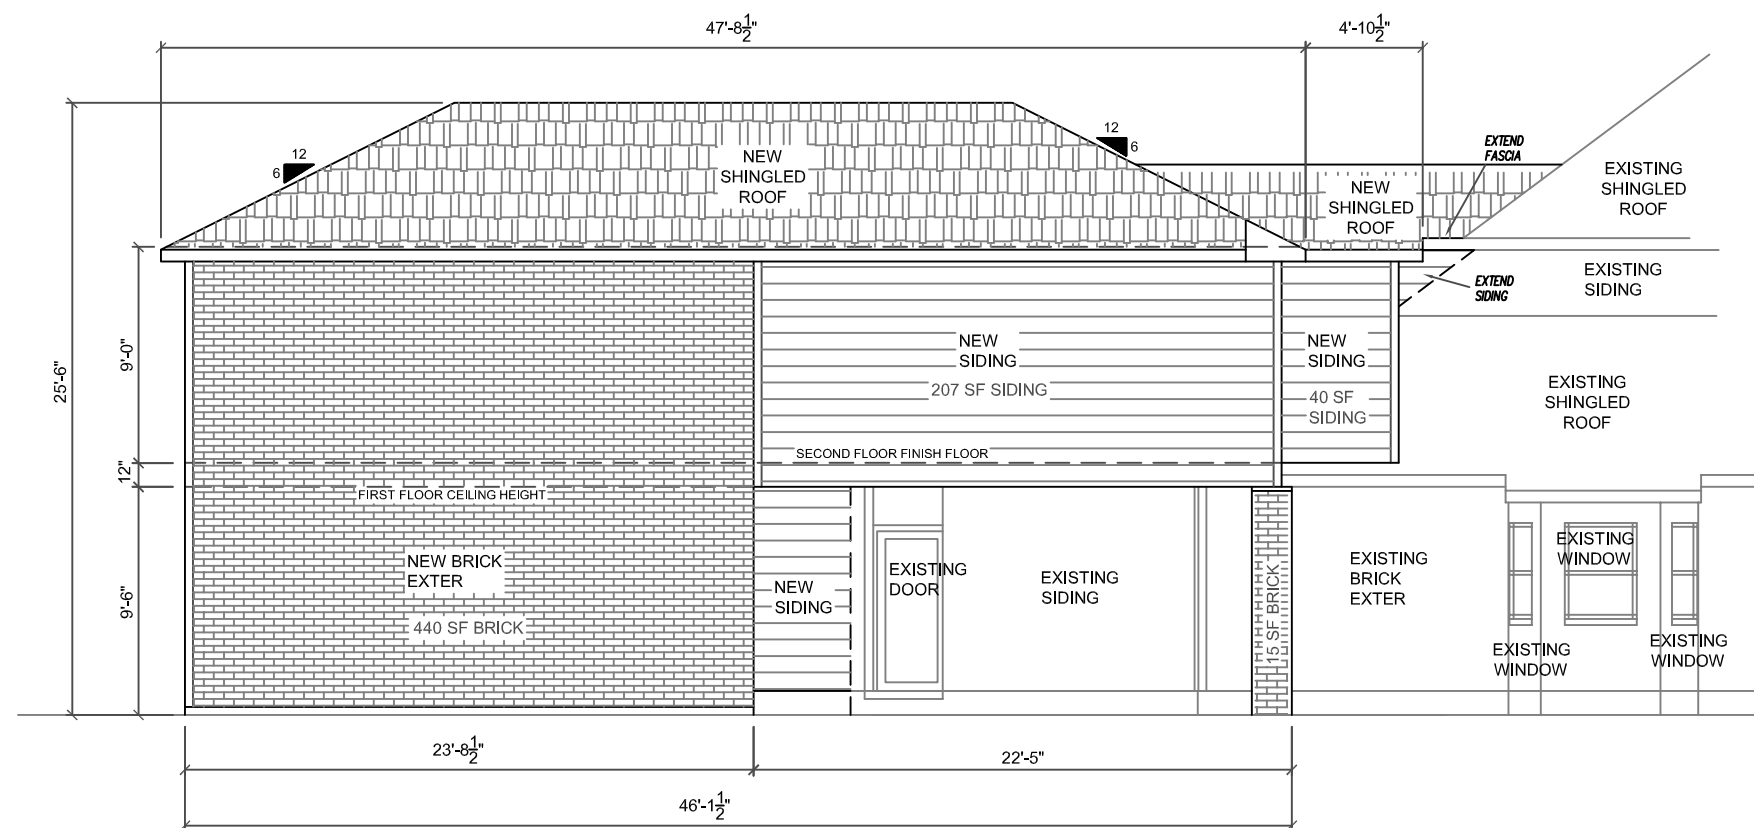 47'-8 1/2"
4'-10 1/2"
12
6
12
6
NEW
SHINGLED
ROOF
EXTEND
FASCIA
NEW
SHINGLED
ROOF
EXISTING
SHINGLED
ROOF
EXTEND
SIDING
EXISTING
SIDING
25'-6"
9'-0"
12"
9'-6"
NEW
SIDING
207 SF SIDING
NEW
SIDING
40 SF
SIDING
EXISTING
SHINGLED
ROOF
SECOND FLOOR FINISH FLOOR
FIRST FLOOR CEILING HEIGHT
NEW BRICK
EXTER
440 SF BRICK
NEW
SIDING
EXISTING
DOOR
EXISTING
SIDING
15 SF BRICK
EXISTING
BRICK
EXTER
EXISTING
WINDOW
EXISTING
WINDOW
EXISTING
WINDOW
23'-8 1/2"
22'-5"
46'-1 1/2"